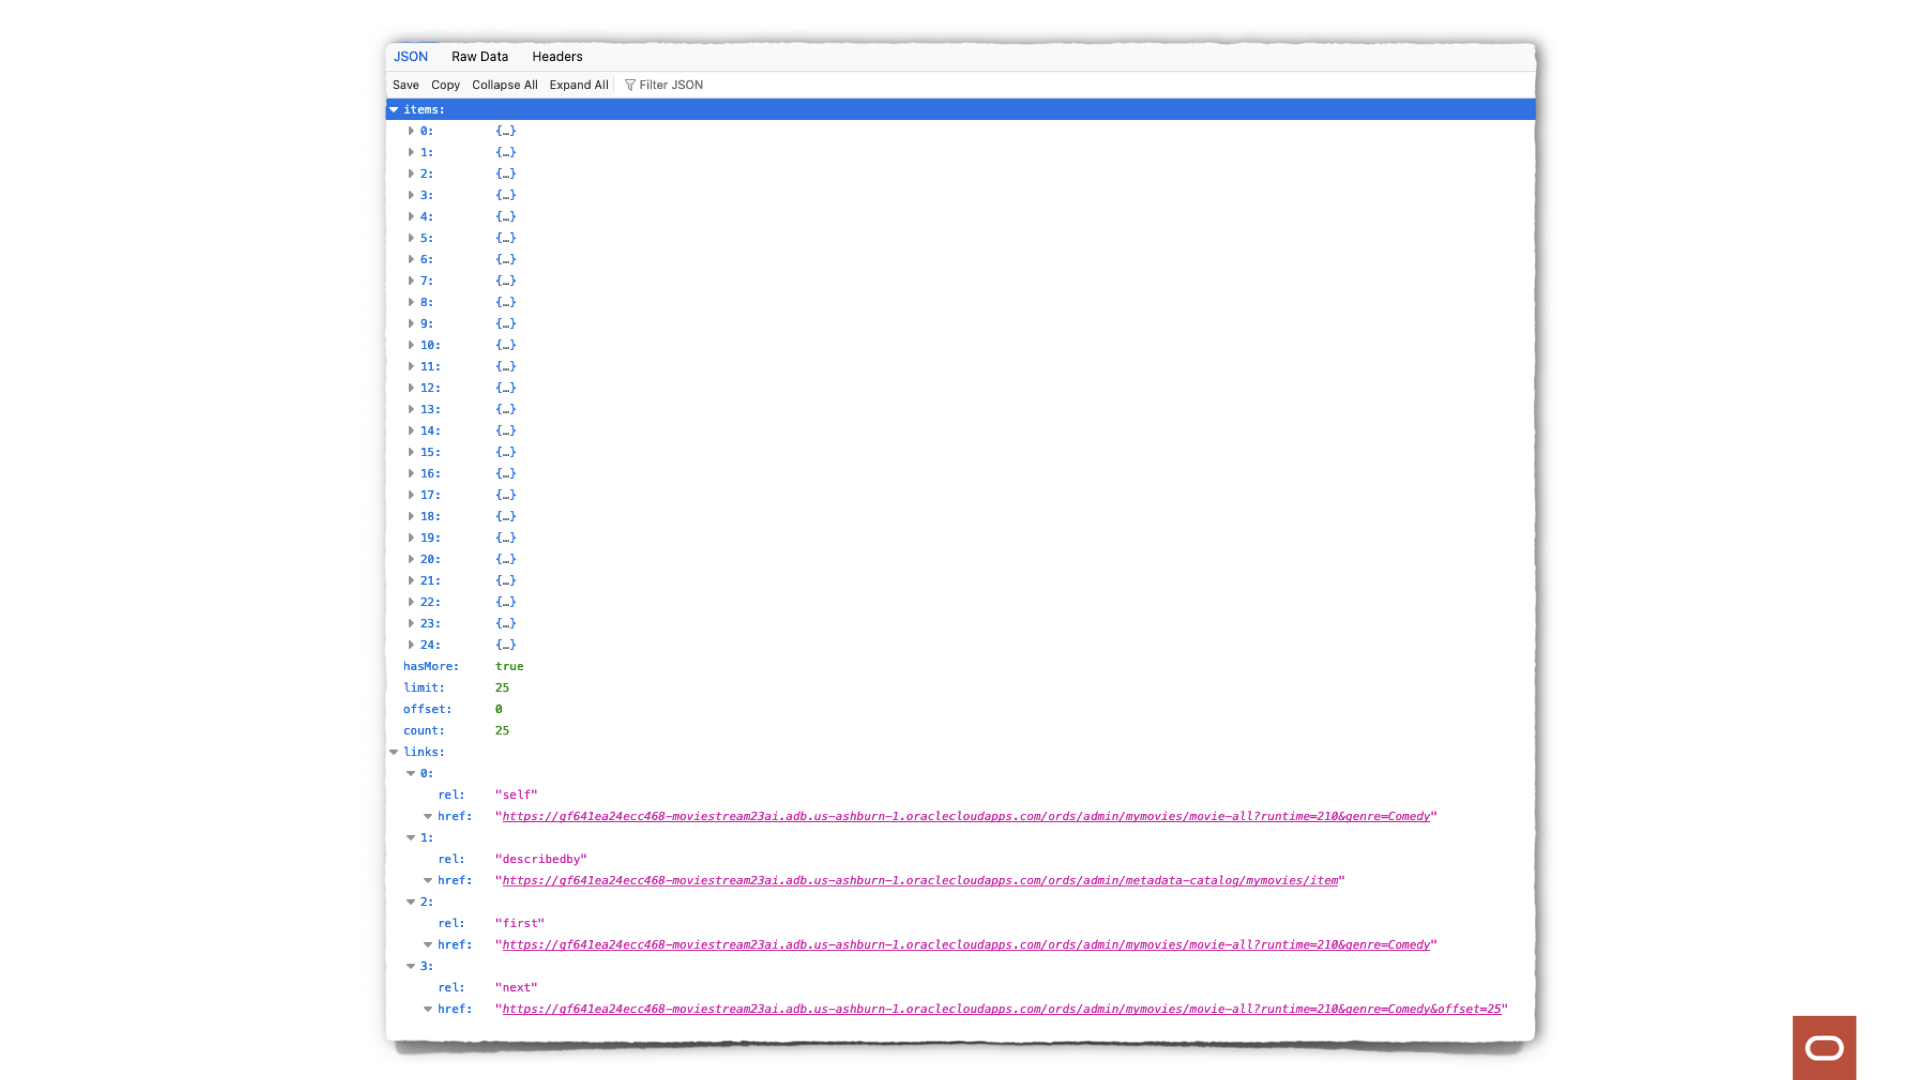 JSON Raw Data Headers
Save Copy Collapse All Expand All Filter JSON
items:
0: {…}
1: {…}
2: {…}
3: {…}
4: {…}
5: {…}
6: {…}
7: {…}
8: {…}
9: {…}
10: {…}
11: {…}
12: {…}
13: {…}
14: {…}
15: {…}
16: {…}
17: {…}
18: {…}
19: {…}
20: {…}
21: {…}
22: {…}
23: {…}
24: {…}
hasMore: true
limit: 25
offset: 0
count: 25
links:
0:
rel: "self"
href: "https://gf641ea24ecc468-moviestream23ai.adb.us-ashburn-1.oraclecloudapps.com/ords/admin/mymovies/movie-all?runtime=210&genre=Comedy"
1:
rel: "describedby"
href: "https://gf641ea24ecc468-moviestream23ai.adb.us-ashburn-1.oraclecloudapps.com/ords/admin/metadata-catalog/mymovies/item"
2:
rel: "first"
href: "https://gf641ea24ecc468-moviestream23ai.adb.us-ashburn-1.oraclecloudapps.com/ords/admin/mymovies/movie-all?runtime=210&genre=Comedy"
3:
rel: "next"
href: "https://gf641ea24ecc468-moviestream23ai.adb.us-ashburn-1.oraclecloudapps.com/ords/admin/mymovies/movie-all?runtime=210&genre=Comedy&offset=25"